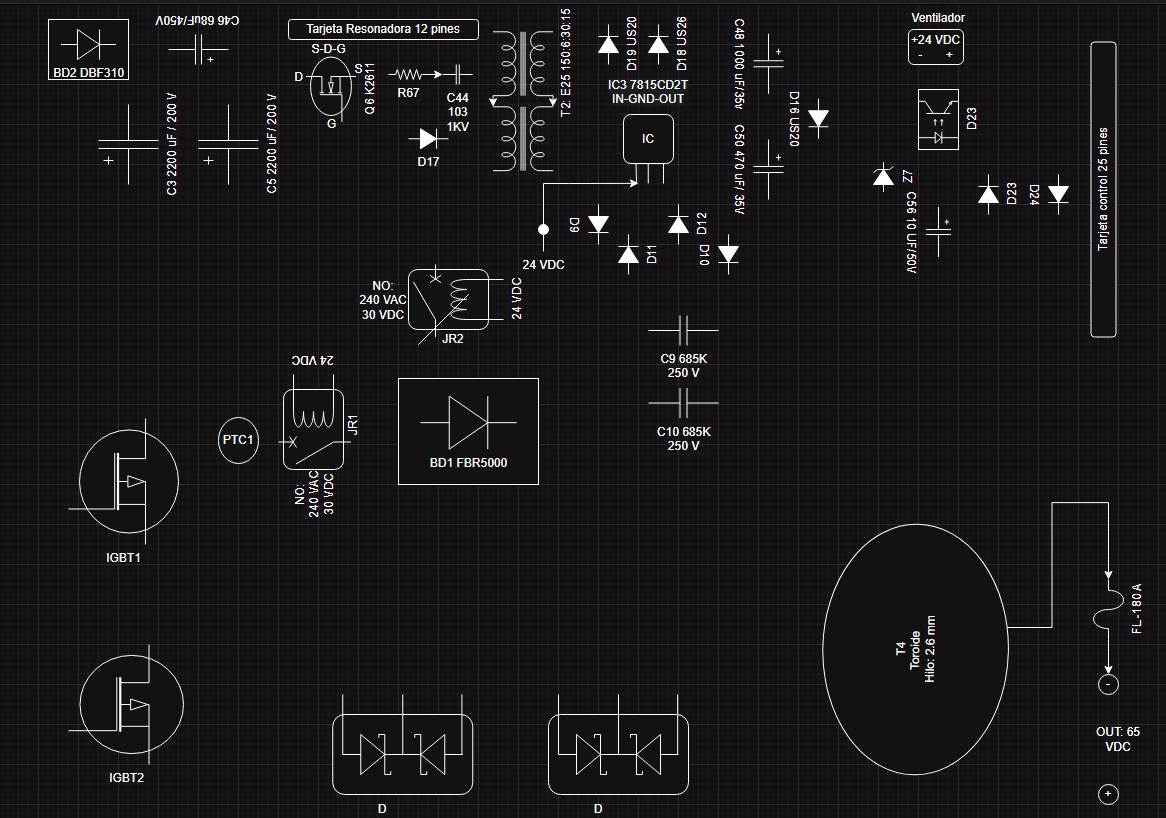 C46 68uF/450V
Tarjeta Resonadora 12 pines
Ventilador
+24 VDC
- +
BD2 DBF310
+
S-D-G
D
S
G
Q6 K2611
R67
C44
103
1KV
D17
T2: E25 150:6:30:15
D19 US20
D18 US26
IC3 7815CD2T
IN-GND-OUT
IC
C48 1000 uF/35v
+
D16 US20
C50 470 uF/ 35V
+
D23
Z7
C56 10 UF/50V
+
D23
D24
Tarjeta control 25 pines
+
C3 2200 uF / 200 V
+
C5 2200 uF / 200 V
24 VDC
D9
D11
D12
D10
NO:
240 VAC
30 VDC
24 VDC
JR2
C9 685K
250 V
C10 685K
250 V
24 VDC
JR1
NO:
240 VAC
30 VDC
PTC1
BD1 FBR5000
IGBT1
IGBT2
D
D
T4
Toroide
Hilo: 2.6 mm
FL-180A
-
OUT: 65
VDC
+